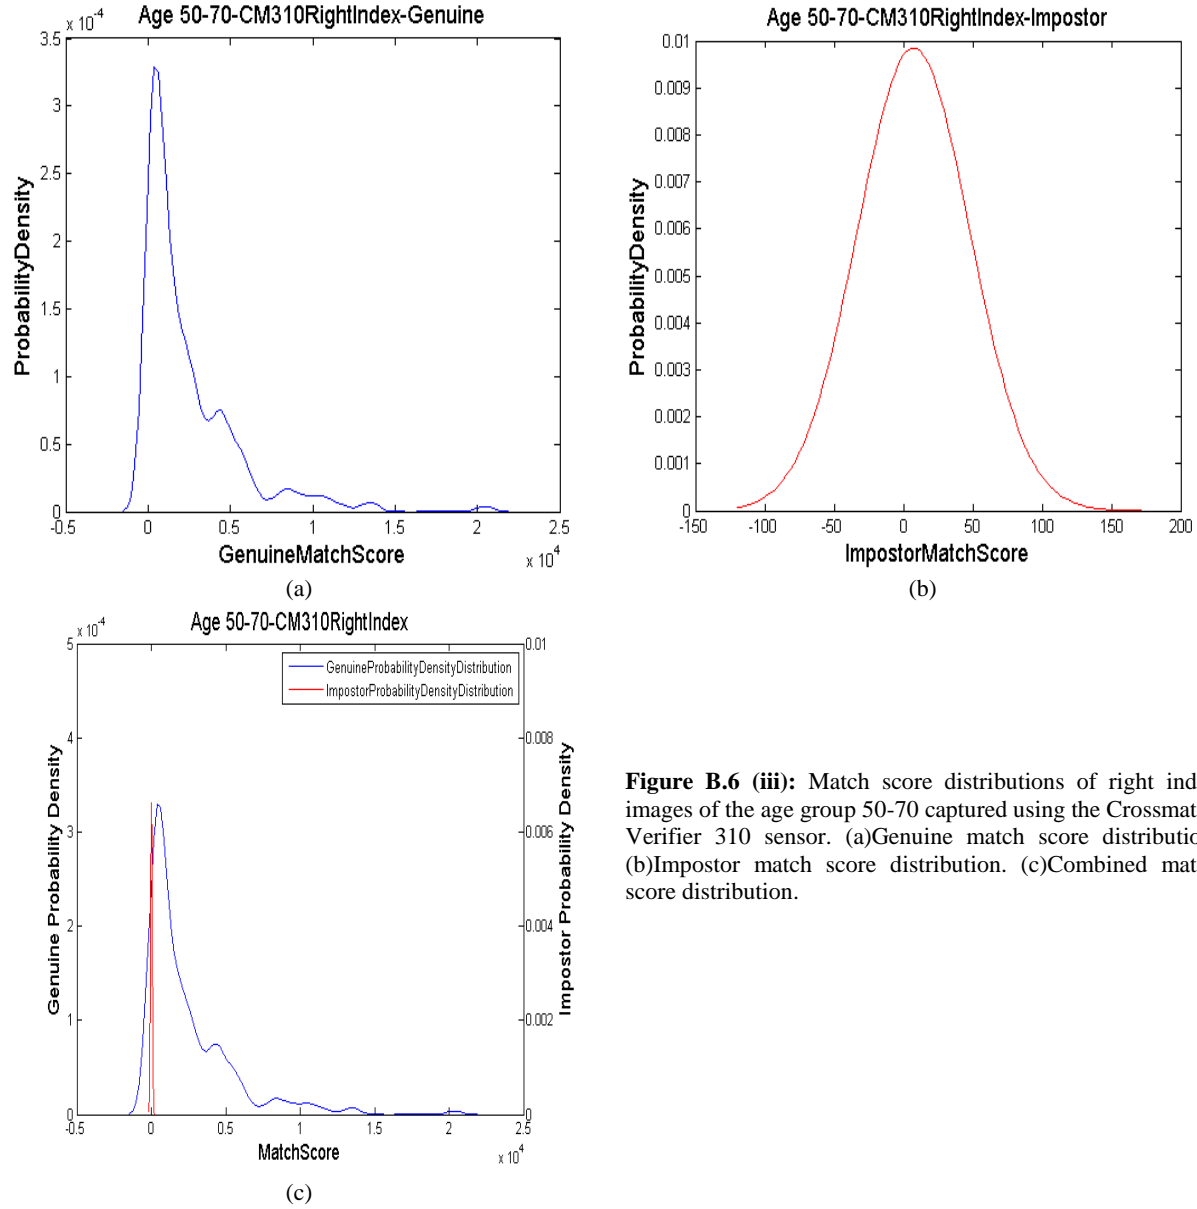 Age 50-70-CM310RightIndex-Genuine
x 10-4
3.5
3
2.5
2
1.5
1
0.5
0
ProbabilityDensity
-0.5 0 0.5 1 1.5 2 2.5
GenuineMatchScore
x 10^4
(a)
Age 50-70-CM310RightIndex-Impostor
0.01
0.009
0.008
0.007
0.006
0.005
0.004
0.003
0.002
0.001
0
ProbabilityDensity
-150 -100 -50 0 50 100 150 200
ImpostorMatchScore
(b)
Age 50-70-CM310RightIndex
x 10-4
5
4
3
2
1
0
Genuine Probability Density
GenuineProbabilityDensityDistribution
ImpostorProbabilityDensityDistribution
0.01
0.008
0.006
0.004
0.002
0
Impostor Probability Density
-0.5 0 0.5 1 1.5 2 2.5
MatchScore
x 10^4
(c)
Figure B.6 (iii): Match score distributions of right ind
images of the age group 50-70 captured using the Crossmat
Verifier 310 sensor. (a)Genuine match score distributio
(b)Impostor match score distribution. (c)Combined mat
score distribution.